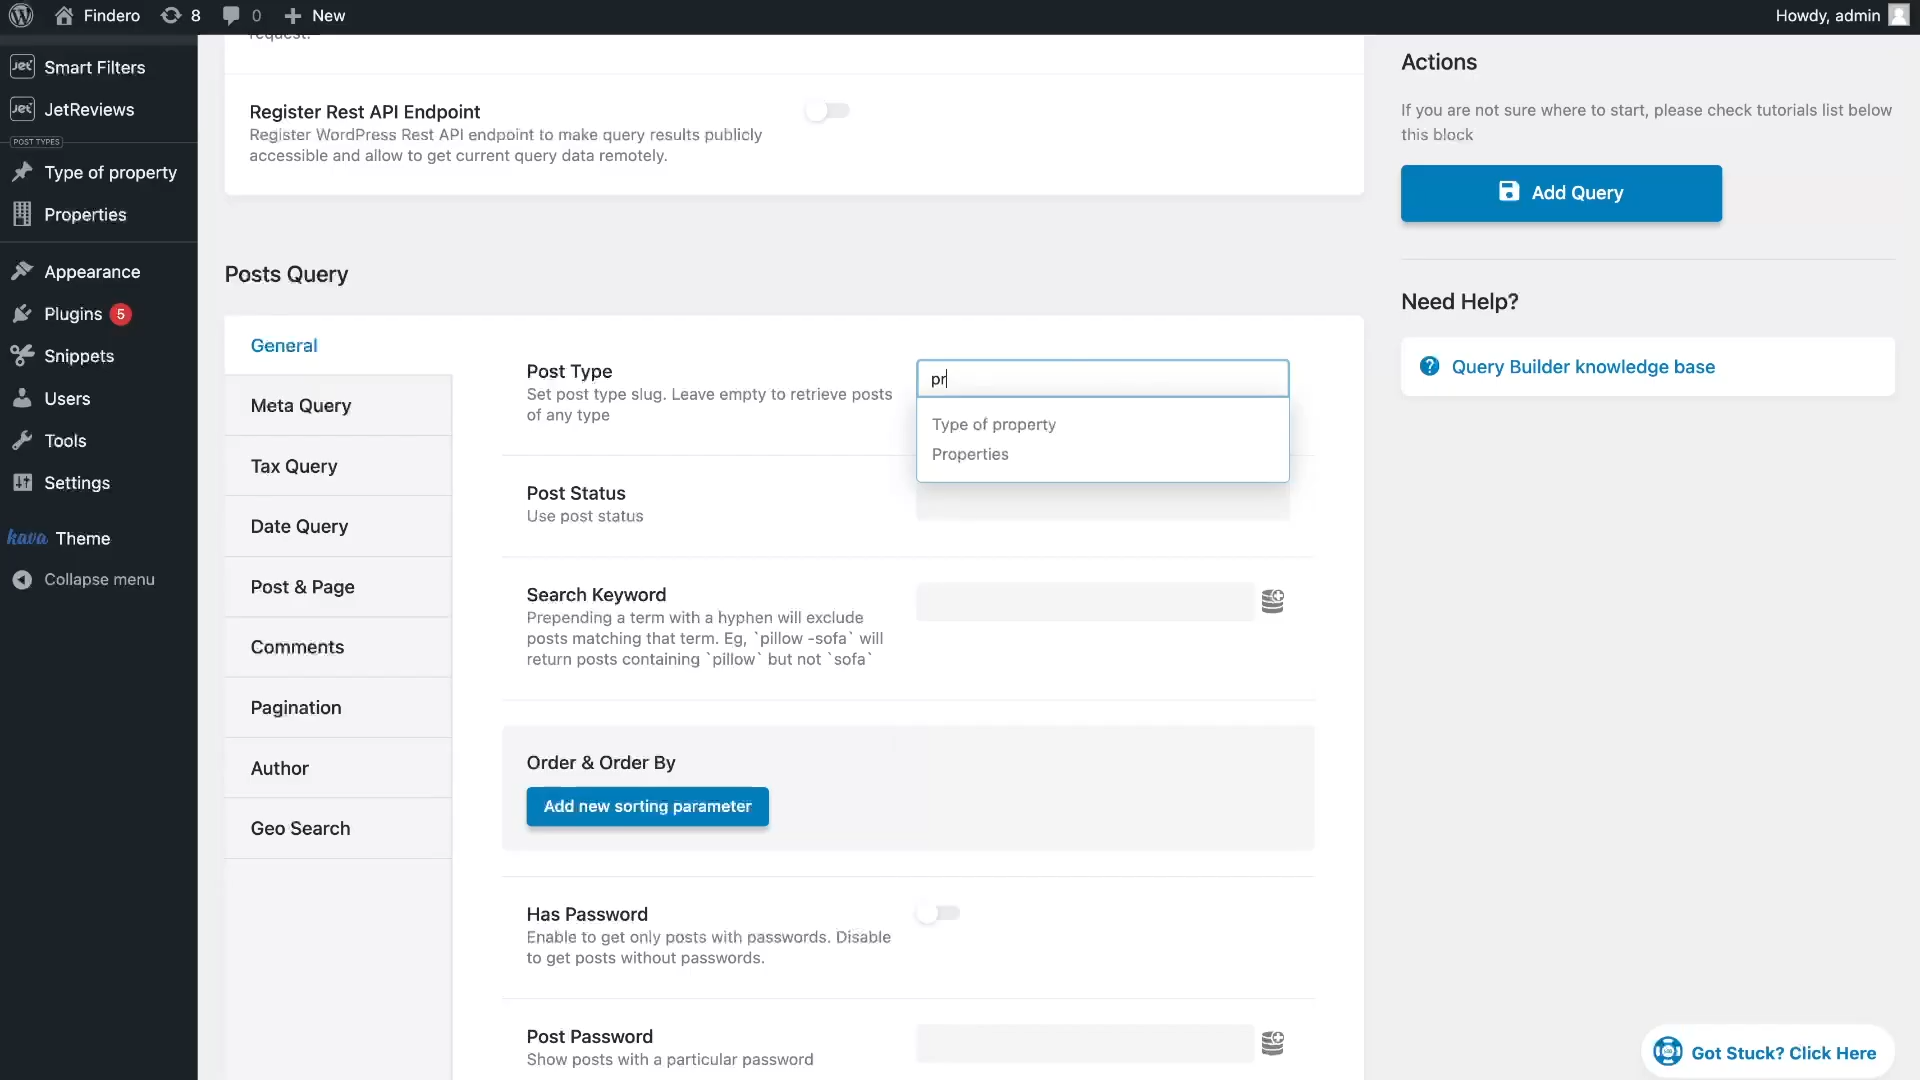 Findero
8
0
New
Howdy, admin
Jet
Smart Filters
Jet
JetReviews
POST TYPES
Type of property
Properties
Appearance
Plugins 5
Snippets
Users
Tools
Settings
kava Theme
Collapse menu
request.
Register Rest API Endpoint
Register WordPress Rest API endpoint to make query results publicly
accessible and allow to get current query data remotely.
Posts Query
General
Meta Query
Tax Query
Date Query
Post & Page
Comments
Pagination
Author
Geo Search
Post Type
Set post type slug. Leave empty to retrieve posts
of any type
pr
Type of property
Properties
Post Status
Use post status
Search Keyword
Prepending a term with a hyphen will exclude
posts matching that term. Eg, `pillow -sofa` will
return posts containing `pillow` but not `sofa`
Order & Order By
Add new sorting parameter
Has Password
Enable to get only posts with passwords. Disable
to get posts without passwords.
Post Password
Show posts with a particular password
Actions
If you are not sure where to start, please check tutorials list below
this block
Add Query
Need Help?
Query Builder knowledge base
Got Stuck? Click Here